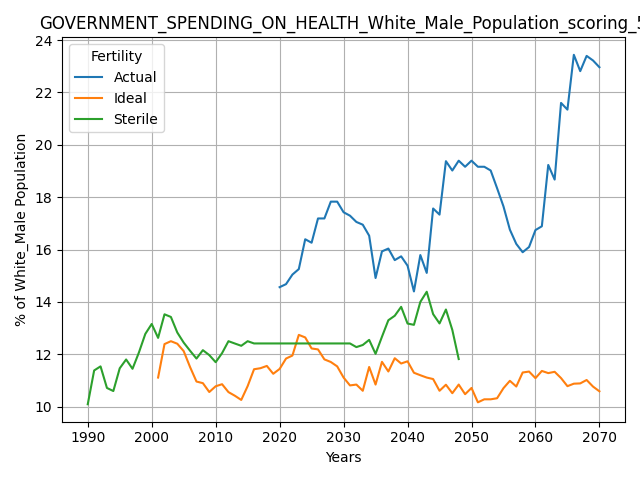 GOVERNMENT_SPENDING_ON_HEALTH_White_Male_Population_scoring_5
Fertility
Actual
Ideal
Sterile
% of White_Male Population
24
22
20
18
16
14
12
10
1990 2000 2010 2020 2030 2040 2050 2060 2070
Years